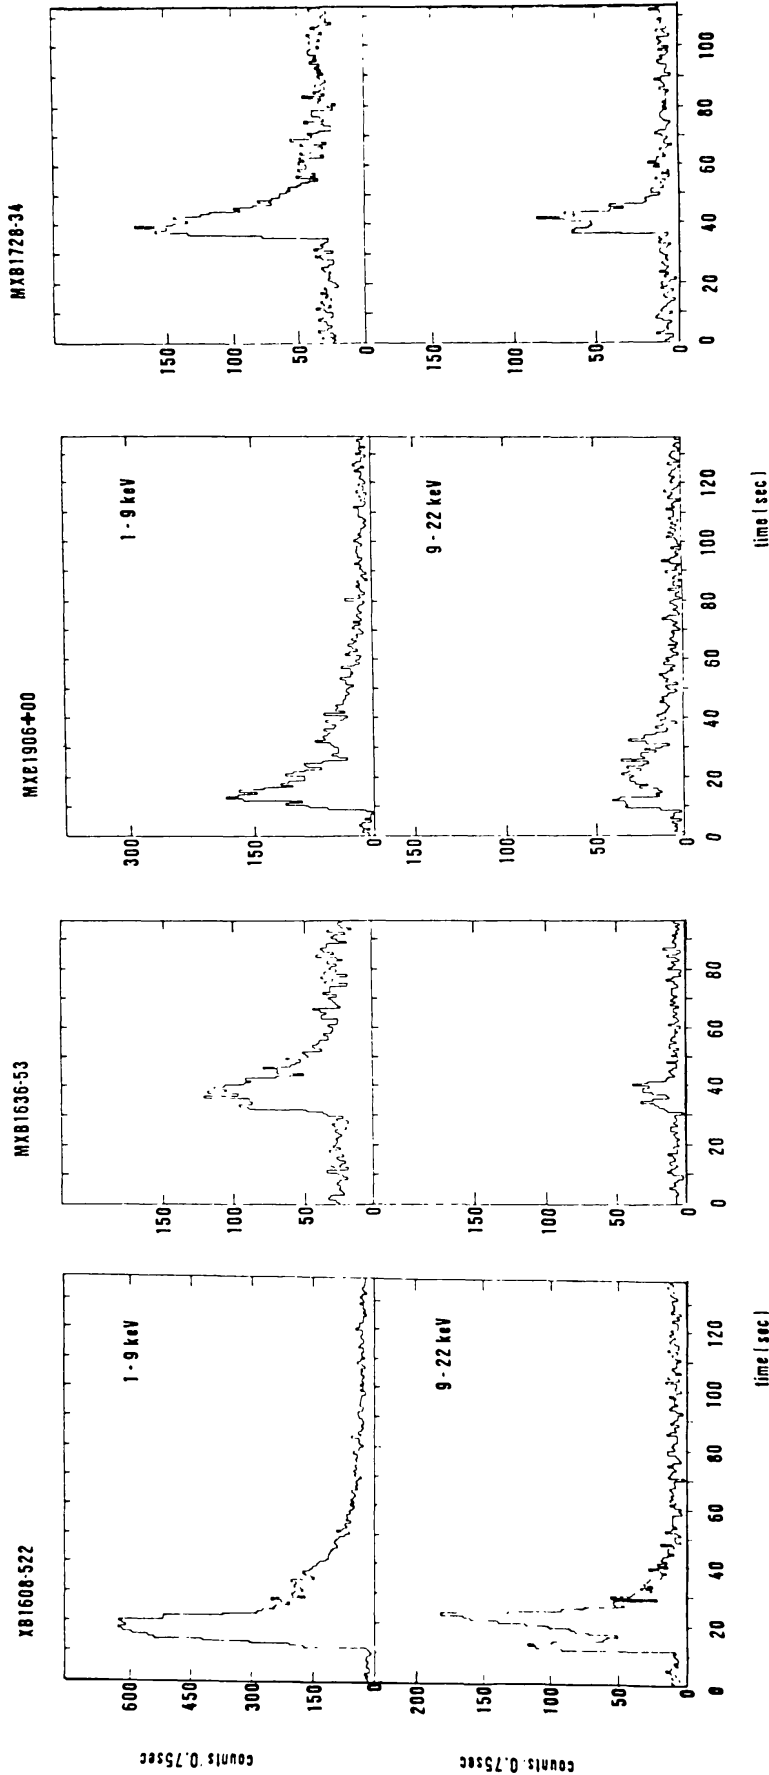 XB1608-522
MXB1636-53
MXB1906+00
MXB1728-34
counts/0.75sec
600
450
300
150
0
1 - 9 keV
150
100
50
0
300
150
0
1 - 9 keV
150
100
50
0
counts/0.75sec
200
150
100
50
0
9 - 22 keV
150
100
50
0
150
100
50
0
9 - 22 keV
150
100
50
0
0 20 40 60 80 100 120
0 20 40 60 80
0 20 40 60 80 100 120
0 20 40 60 80 100
time (sec)
time (sec)